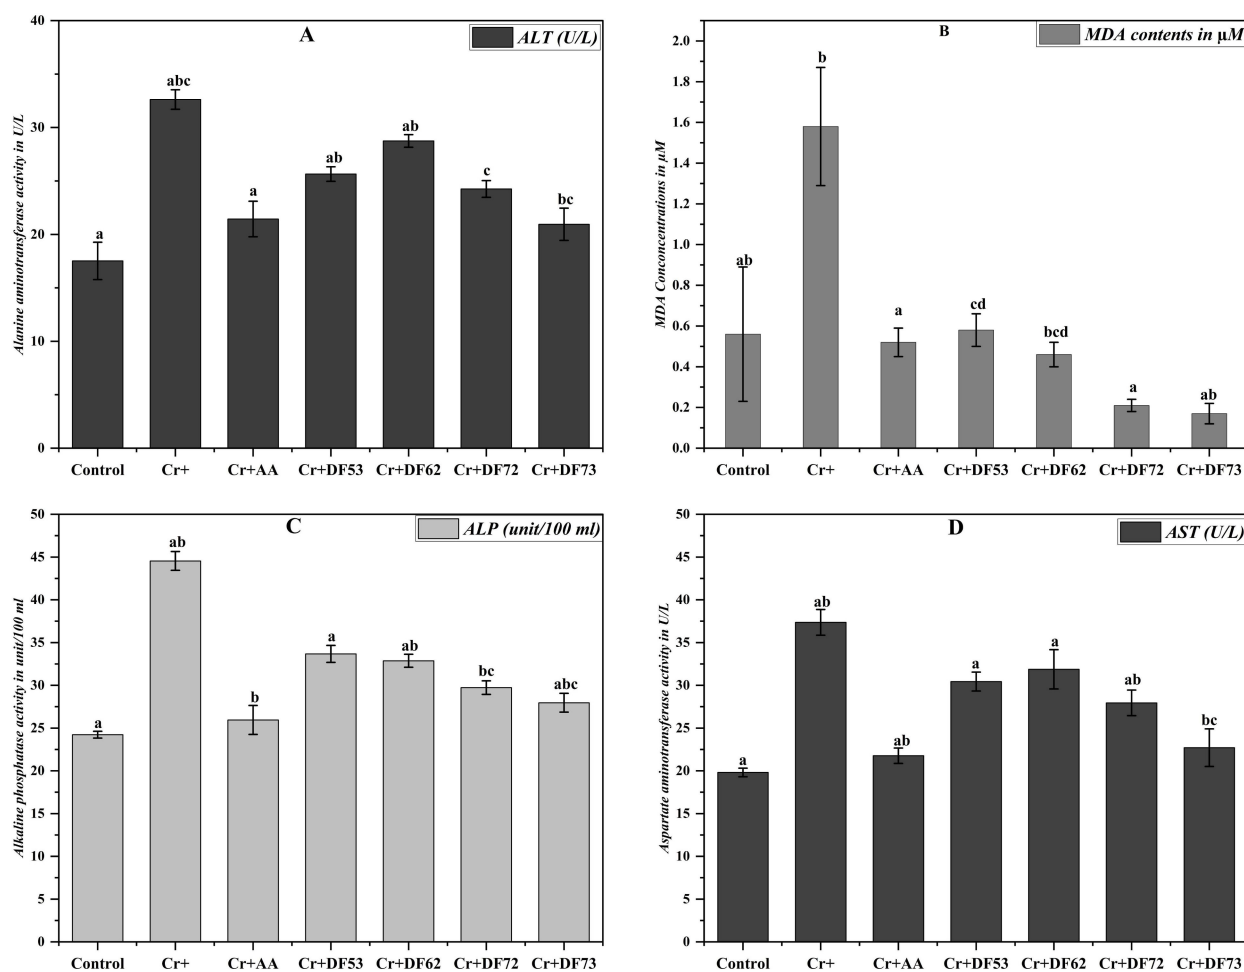 A
ALT (U/L)
Alanine aminotransferase activity in U/L
40
30
20
10
0
a
abc
a
ab
ab
c
bc
Control Cr+ Cr+AA Cr+DF53 Cr+DF62 Cr+DF72 Cr+DF73
B
MDA contents in µM
MDA Conconcentrations in µM
2.0
1.8
1.6
1.4
1.2
1.0
0.8
0.6
0.4
0.2
0.0
ab
b
a
cd
bcd
a
ab
Control Cr+ Cr+AA Cr+DF53 Cr+DF62 Cr+DF72 Cr+DF73
C
ALP (unit/100 ml)
Alkaline phosphatase activity in unit/100 ml
50
45
40
35
30
25
20
15
10
5
0
a
ab
b
a
ab
bc
abc
Control Cr+ Cr+AA Cr+DF53 Cr+DF62 Cr+DF72 Cr+DF73
D
AST (U/L)
Aspartate aminotransferase activity in U/L
50
45
40
35
30
25
20
15
10
5
0
a
ab
ab
a
a
ab
bc
Control Cr+ Cr+AA Cr+DF53 Cr+DF62 Cr+DF72 Cr+DF73